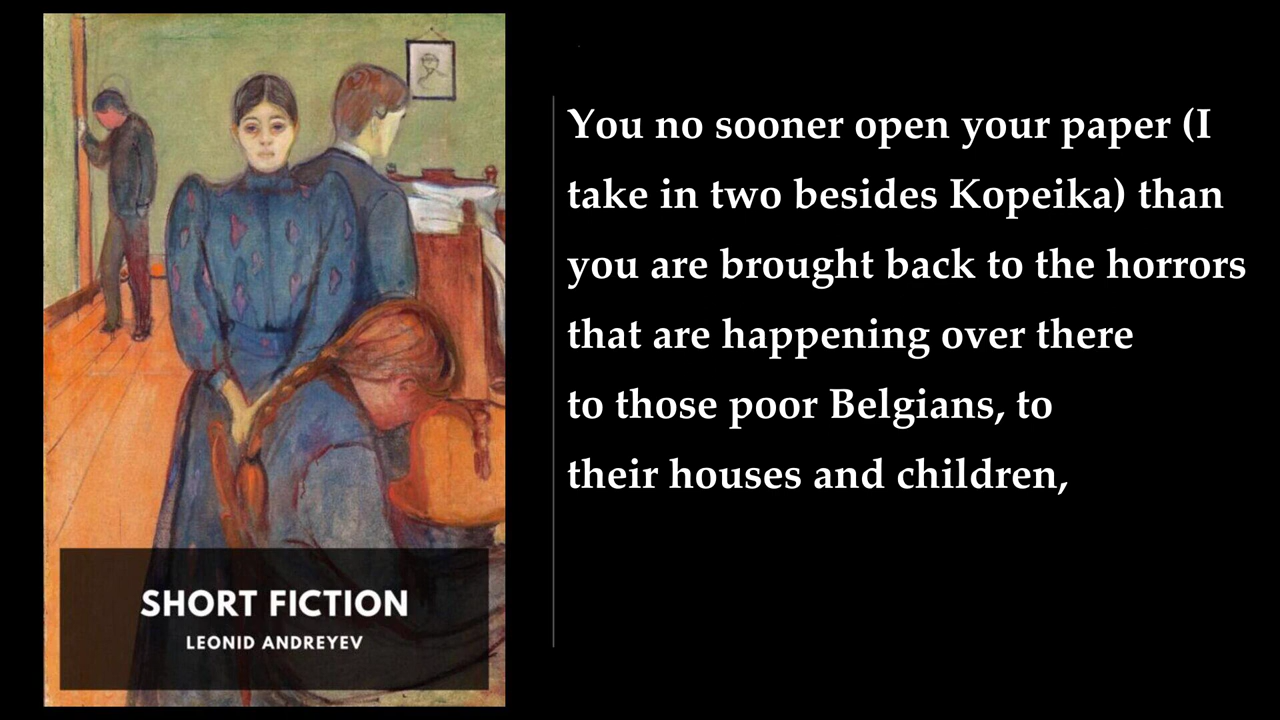 SHORT FICTION
LEONID ANDREYEV
You no sooner open your paper (I
take in two besides Kopeika) than
you are brought back to the horrors
that are happening over there
to those poor Belgians, to
their houses and children,